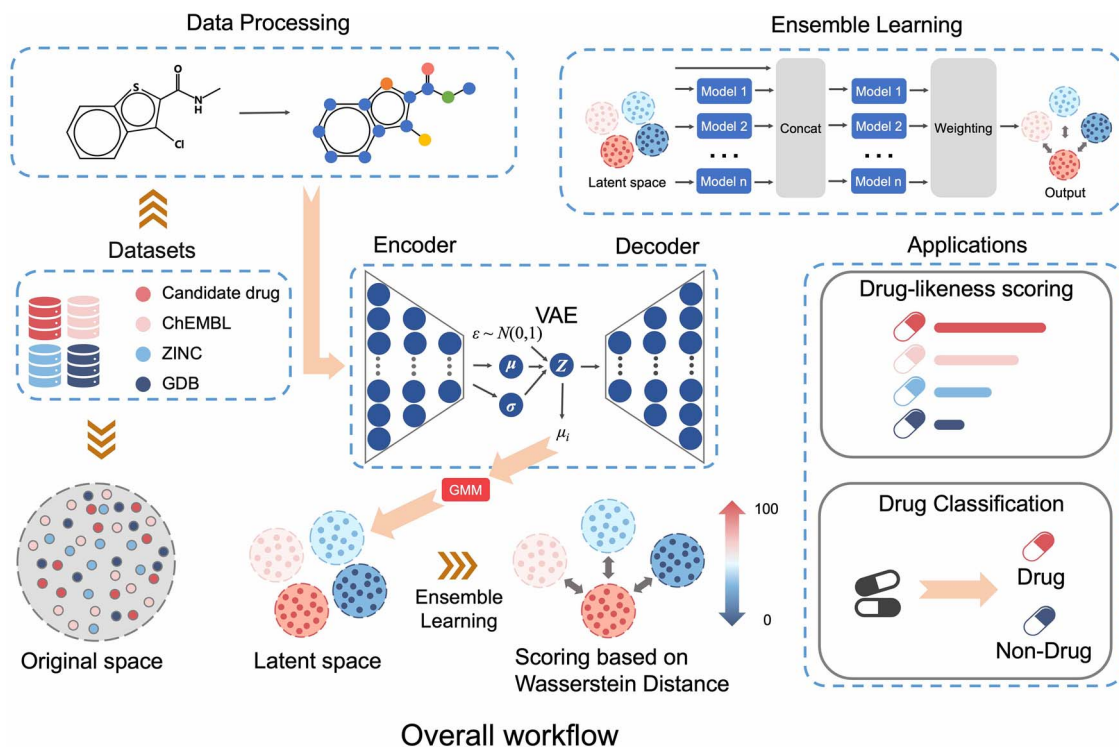 Data Processing
S
O
N
H
Cl
Ensemble Learning
Model 1
Model 2
...
Model n
Concat
Model 1
Model 2
...
Model n
Weighting
Latent space
Output
Datasets
Candidate drug
ChEMBL
ZINC
GDB
Encoder
Decoder
VAE
ε ~ N(0,1)
μ
σ
Z
μi
GMM
Applications
Drug-likeness scoring
Drug Classification
Drug
Non-Drug
Original space
Latent space
Ensemble
Learning
100
0
Scoring based on
Wasserstein Distance
Overall workflow